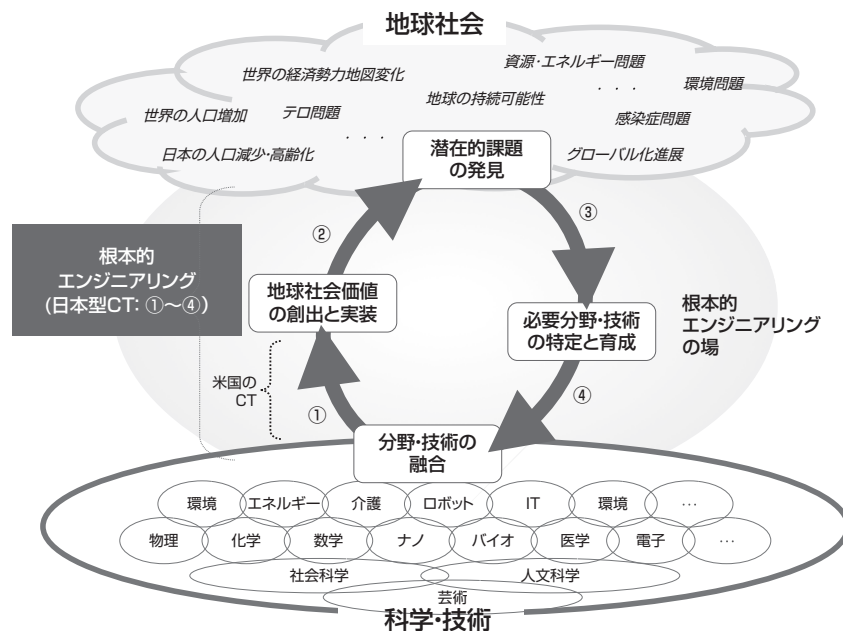 地球社会
世界の経済勢力地図変化
資源・エネルギー問題
環境問題
世界の人口増加
テロ問題
地球の持続可能性
・・・
感染症問題
日本の人口減少・高齢化
・・・
グローバル化進展
潜在的課題
の発見
②
③
根本的
エンジニアリング
(日本型CT: ①〜④)
地球社会価値
の創出と実装
必要分野・技術
の特定と育成
根本的
エンジニアリング
の場
米国の
CT
①
④
分野・技術の
融合
環境 エネルギー 介護 ロボット IT 環境 …
物理 化学 数学 ナノ バイオ 医学 電子 …
社会科学 人文科学
芸術
科学・技術